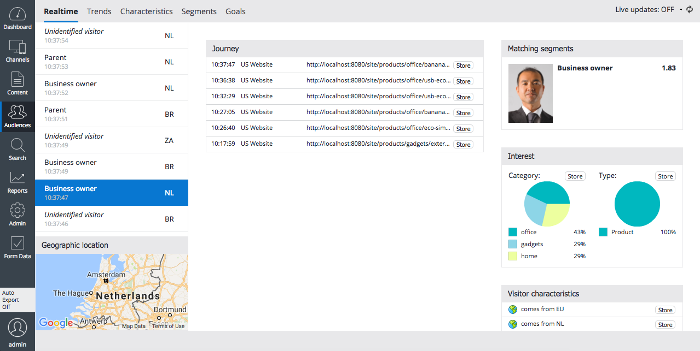 Realtime Trends Characteristics Segments Goals Live updates: OFF
Dashboard
Channels
Content
Audiences
Search
Reports
Admin
Form Data
Auto
Export
Off
admin
Unidentified visitor NL
10:37:54
Parent NL
10:37:53
Business owner NL
10:37:52
Parent BR
10:37:51
Unidentified visitor ZA
10:37:49
Business owner BR
10:37:49
Business owner NL
10:37:47
Unidentified visitor BR
10:37:46
Geographic location
Amsterdam
The Hague
Netherlands
Dortmund
Antwerp
Google Map Data Terms of Use
Journey
10:37:47 US Website http://localhost:8080/site/products/office/banana... Store
10:36:38 US Website http://localhost:8080/site/products/office/usb-eco... Store
10:32:29 US Website http://localhost:8080/site/products/office/usb-eco... Store
10:27:05 US Website http://localhost:8080/site/products/office/banana... Store
10:26:40 US Website http://localhost:8080/site/products/office/eco-sim... Store
10:17:59 US Website http://localhost:8080/site/products/gadgets/exter... Store
Matching segments
Business owner 1.83
Interest
Category: Store Type: Store
office 43% Product 100%
gadgets 29%
home 29%
Visitor characteristics
comes from EU Store
comes from NL Store